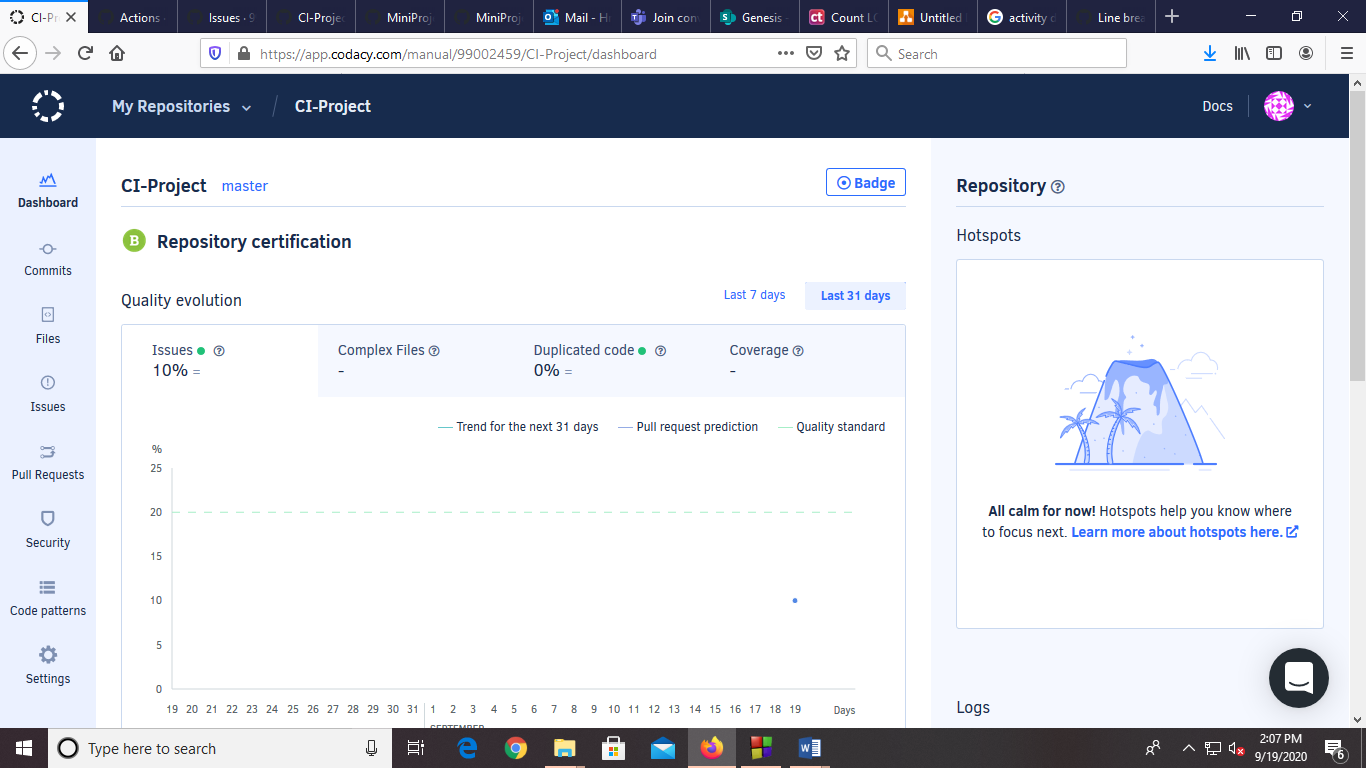 CI-Pr
Actions ·
Issues · 9
CI-Projec
MiniProj
MiniProj
Mail - H
Join con
Genesis -
Count LO
Untitled
activity d
Line brea
https://app.codacy.com/manual/99002459/CI-Project/dashboard
Search
My Repositories / CI-Project
Docs
Dashboard
Commits
Files
Issues
Pull Requests
Security
Code patterns
Settings
CI-Project master
Badge
B Repository certification
Quality evolution
Last 7 days
Last 31 days
Issues
10% =
Complex Files
-
Duplicated code
0% =
Coverage
-
Trend for the next 31 days
Pull request prediction
Quality standard
%
25
20
15
10
5
0
19 20 21 22 23 24 25 26 27 28 29 30 31 1 2 3 4 5 6 7 8 9 10 11 12 13 14 15 16 17 18 19 Days
SEPTEMBER
Repository
Hotspots
All calm for now! Hotspots help you know where
to focus next. Learn more about hotspots here.
Logs
Type here to search
2:07 PM
9/19/2020
6